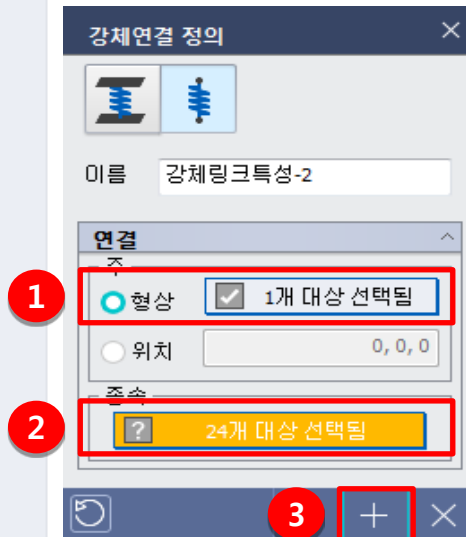 강체연결 정의
이름 강체링크특성-2
연결
주
1 형상 1개 대상 선택됨
위치 0, 0, 0
종속
2 ? 24개 대상 선택됨
3